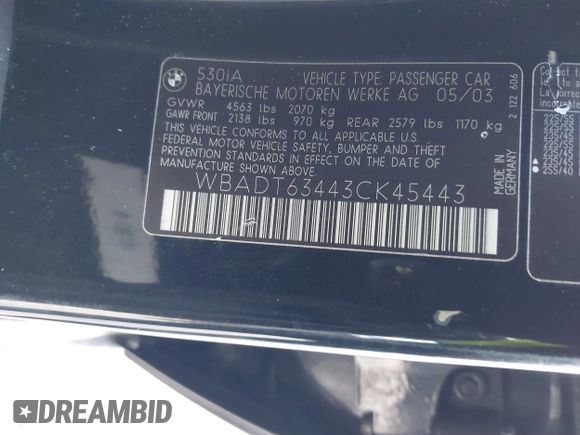 530iA VEHICLE TYPE: PASSENGER CAR
BAYERISCHE MOTOREN WERKE AG 05/03
GVWR 4563 lbs 2070 kg
GAWR FRONT 2138 lbs 970 kg REAR 2579 lbs 1170 kg
THIS VEHICLE CONFORMS TO ALL APPLICABLE U.S.
FEDERAL MOTOR VEHICLE SAFETY, BUMPER AND THEFT
PREVENTION STANDARDS IN EFFECT ON THE DATE OF
MANUFACTURE SHOWN ABOVE. MADE IN GERMANY
WBADT63443CK45443
2 122 606
DREAMBID